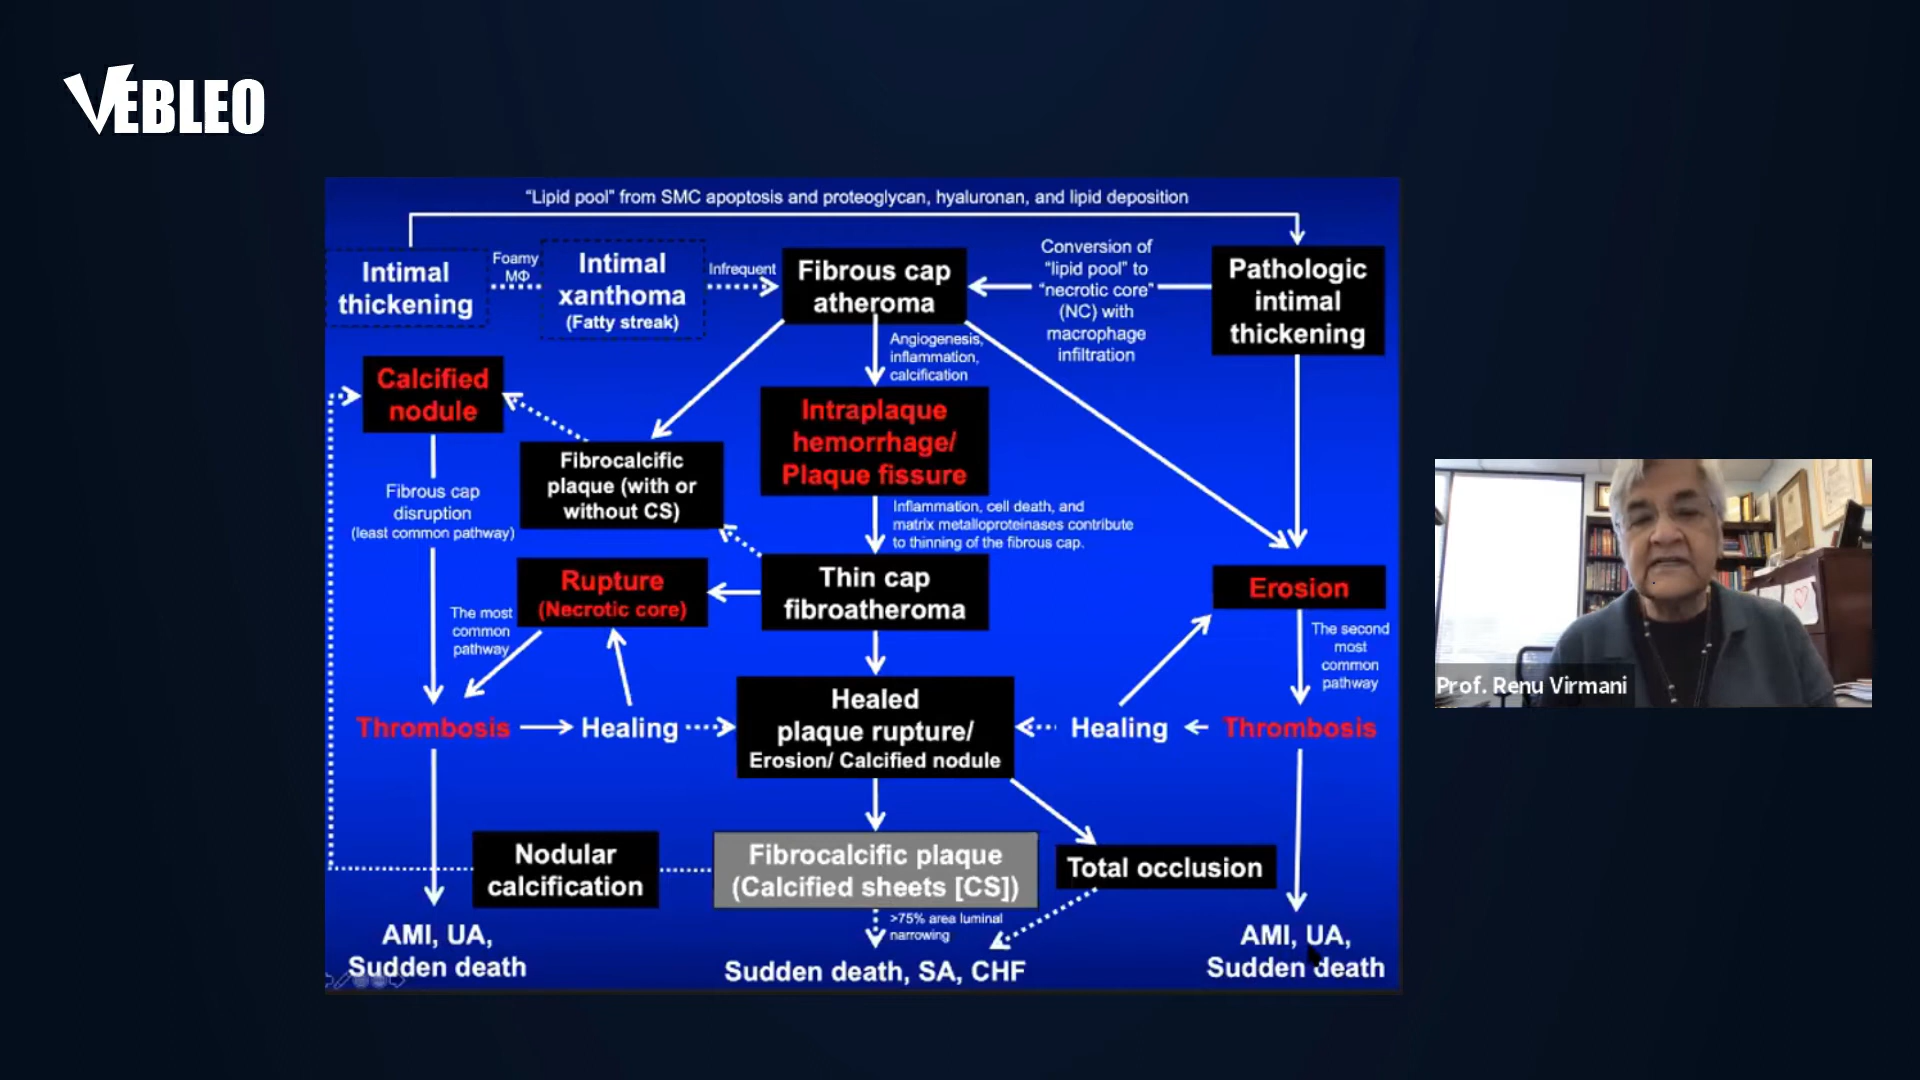 VEBLEO
"Lipid pool" from SMC apoptosis and proteoglycan, hyaluronan, and lipid deposition
Intimal
thickening
Foamy
MΦ
Intimal
xanthoma
(Fatty streak)
Infrequent
Fibrous cap
atheroma
Conversion of
"lipid pool" to
"necrotic core"
(NC) with
macrophage
infiltration
Pathologic
intimal
thickening
Angiogenesis,
inflammation,
calcification
Calcified
nodule
Intraplaque
hemorrhage/
Plaque fissure
Fibrocalcific
plaque (with or
without CS)
Fibrous cap
disruption
(least common pathway)
Inflammation, cell death, and
matrix metalloproteinases contribute
to thinning of the fibrous cap.
Rupture
(Necrotic core)
Thin cap
fibroatheroma
Erosion
The most
common
pathway
The second
most
common
pathway
Thrombosis
Healing
Healed
plaque rupture/
Erosion/ Calcified nodule
Healing
Thrombosis
Nodular
calcification
Fibrocalcific plaque
(Calcified sheets [CS])
Total occlusion
>75% area luminal
narrowing
AMI, UA,
Sudden death
Sudden death, SA, CHF
AMI, UA,
Sudden death
Prof. Renu Virmani